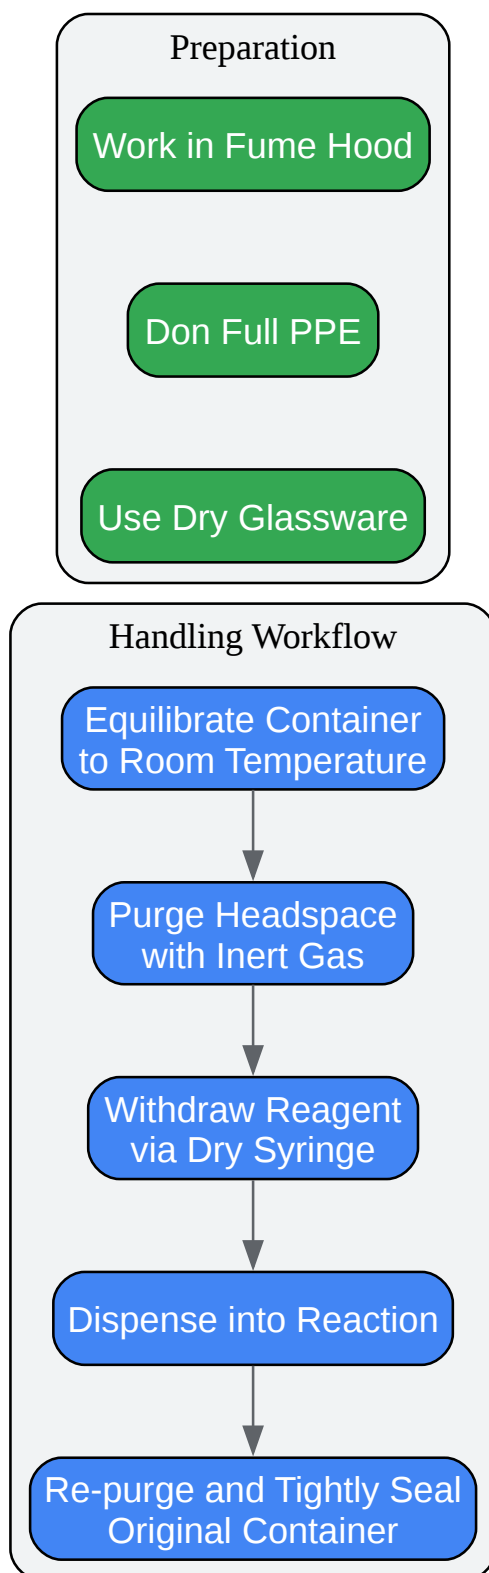 Preparation
Work in Fume Hood
Don Full PPE
Use Dry Glassware
Handling Workflow
Equilibrate Container
to Room Temperature
Purge Headspace
with Inert Gas
Withdraw Reagent
via Dry Syringe
Dispense into Reaction
Re-purge and Tightly Seal
Original Container